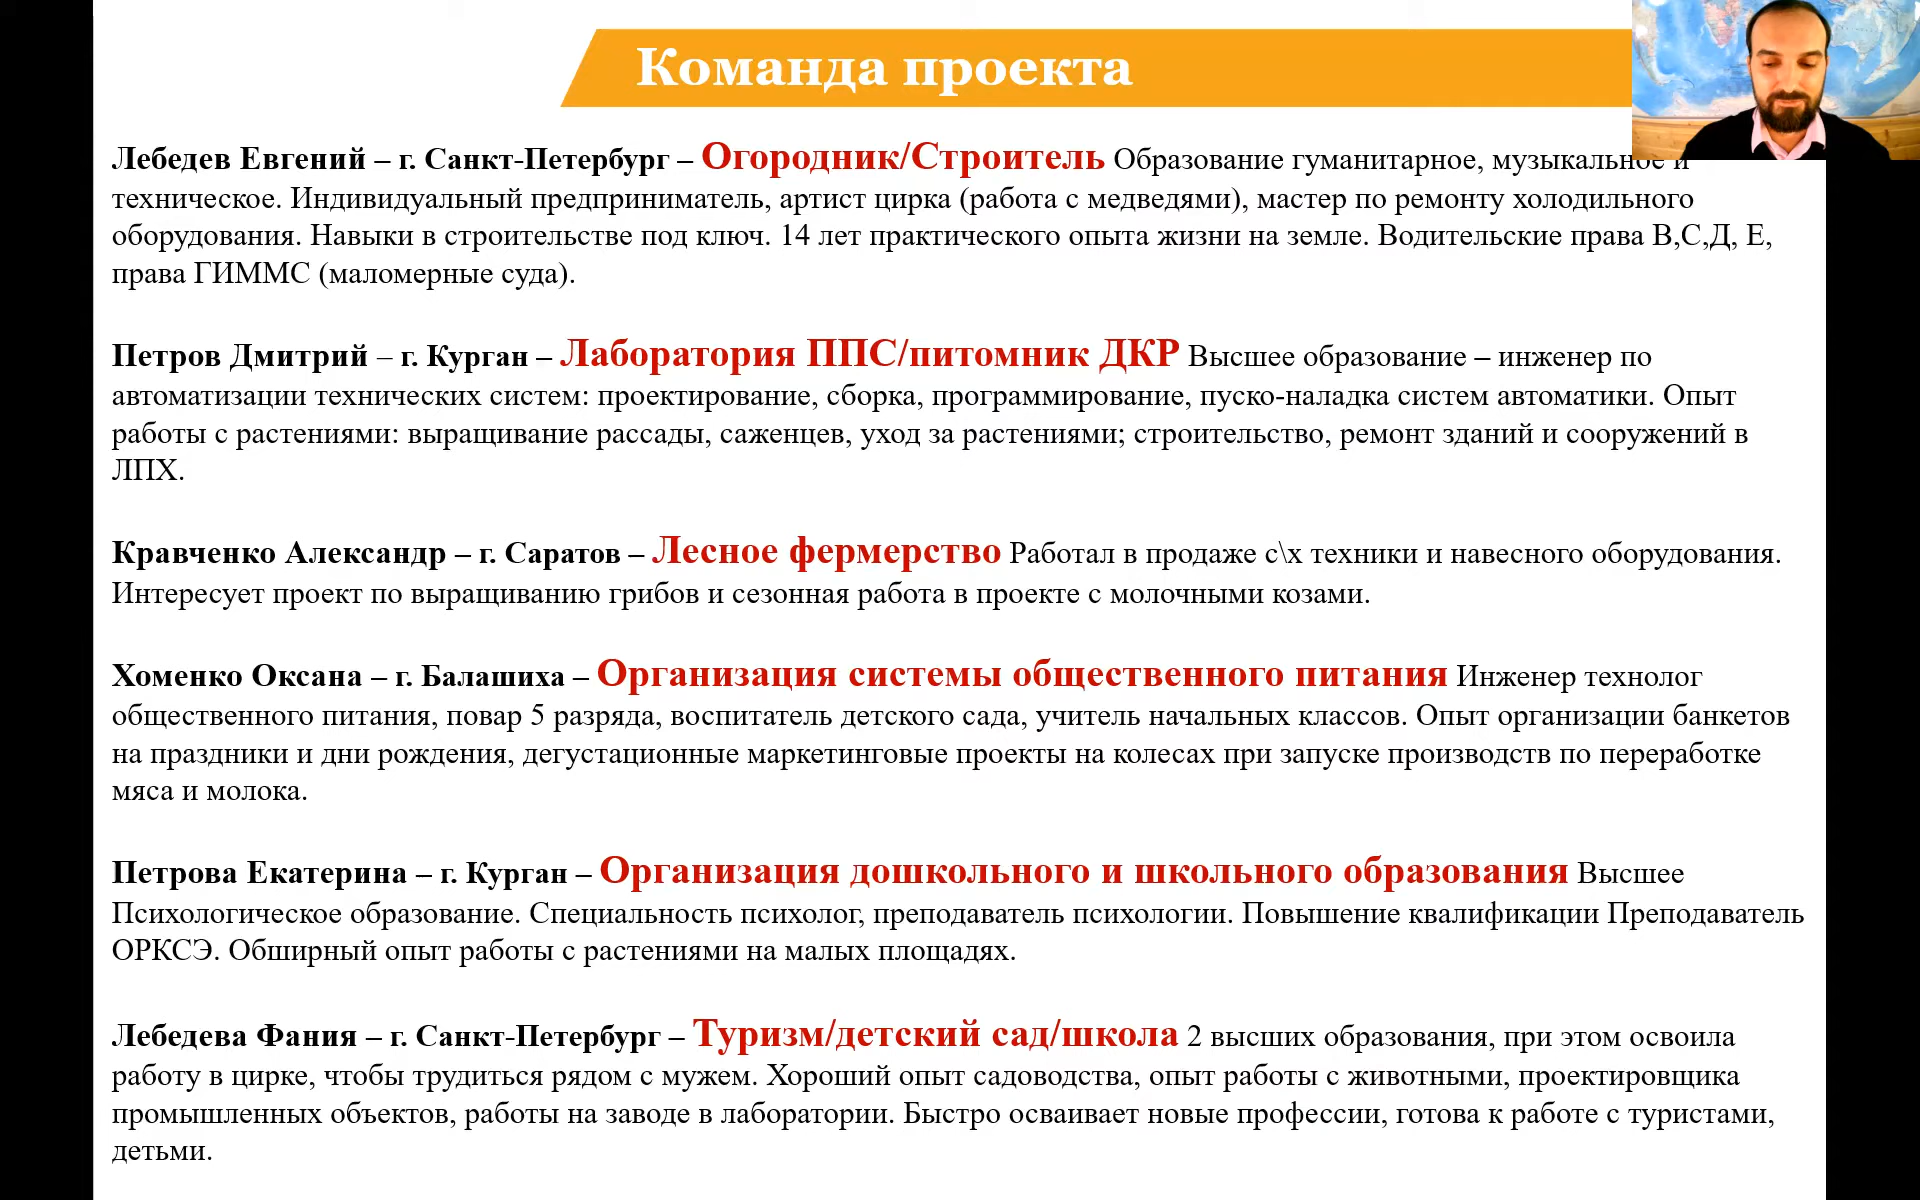 Команда проекта
Лебедев Евгений – г. Санкт-Петербург – Огородник/Строитель Образование гуманитарное, музыкальное и
техническое. Индивидуальный предприниматель, артист цирка (работа с медведями), мастер по ремонту холодильного
оборудования. Навыки в строительстве под ключ. 14 лет практического опыта жизни на земле. Водительские права В,С,Д, Е,
права ГИММС (маломерные суда).
Петров Дмитрий – г. Курган – Лаборатория ППС/питомник ДКР Высшее образование – инженер по
автоматизации технических систем: проектирование, сборка, программирование, пуско-наладка систем автоматики. Опыт
работы с растениями: выращивание рассады, саженцев, уход за растениями; строительство, ремонт зданий и сооружений в
ЛПХ.
Кравченко Александр – г. Саратов – Лесное фермерство Работал в продаже с\х техники и навесного оборудования.
Интересует проект по выращиванию грибов и сезонная работа в проекте с молочными козами.
Хоменко Оксана – г. Балашиха – Организация системы общественного питания Инженер технолог
общественного питания, повар 5 разряда, воспитатель детского сада, учитель начальных классов. Опыт организации банкетов
на праздники и дни рождения, дегустационные маркетинговые проекты на колесах при запуске производств по переработке
мяса и молока.
Петрова Екатерина – г. Курган – Организация дошкольного и школьного образования Высшее
Психологическое образование. Специальность психолог, преподаватель психологии. Повышение квалификации Преподаватель
ОРКСЭ. Обширный опыт работы с растениями на малых площадях.
Лебедева Фания – г. Санкт-Петербург – Туризм/детский сад/школа 2 высших образования, при этом освоила
работу в цирке, чтобы трудиться рядом с мужем. Хороший опыт садоводства, опыт работы с животными, проектировщика
промышленных объектов, работы на заводе в лаборатории. Быстро осваивает новые профессии, готова к работе с туристами,
детьми.